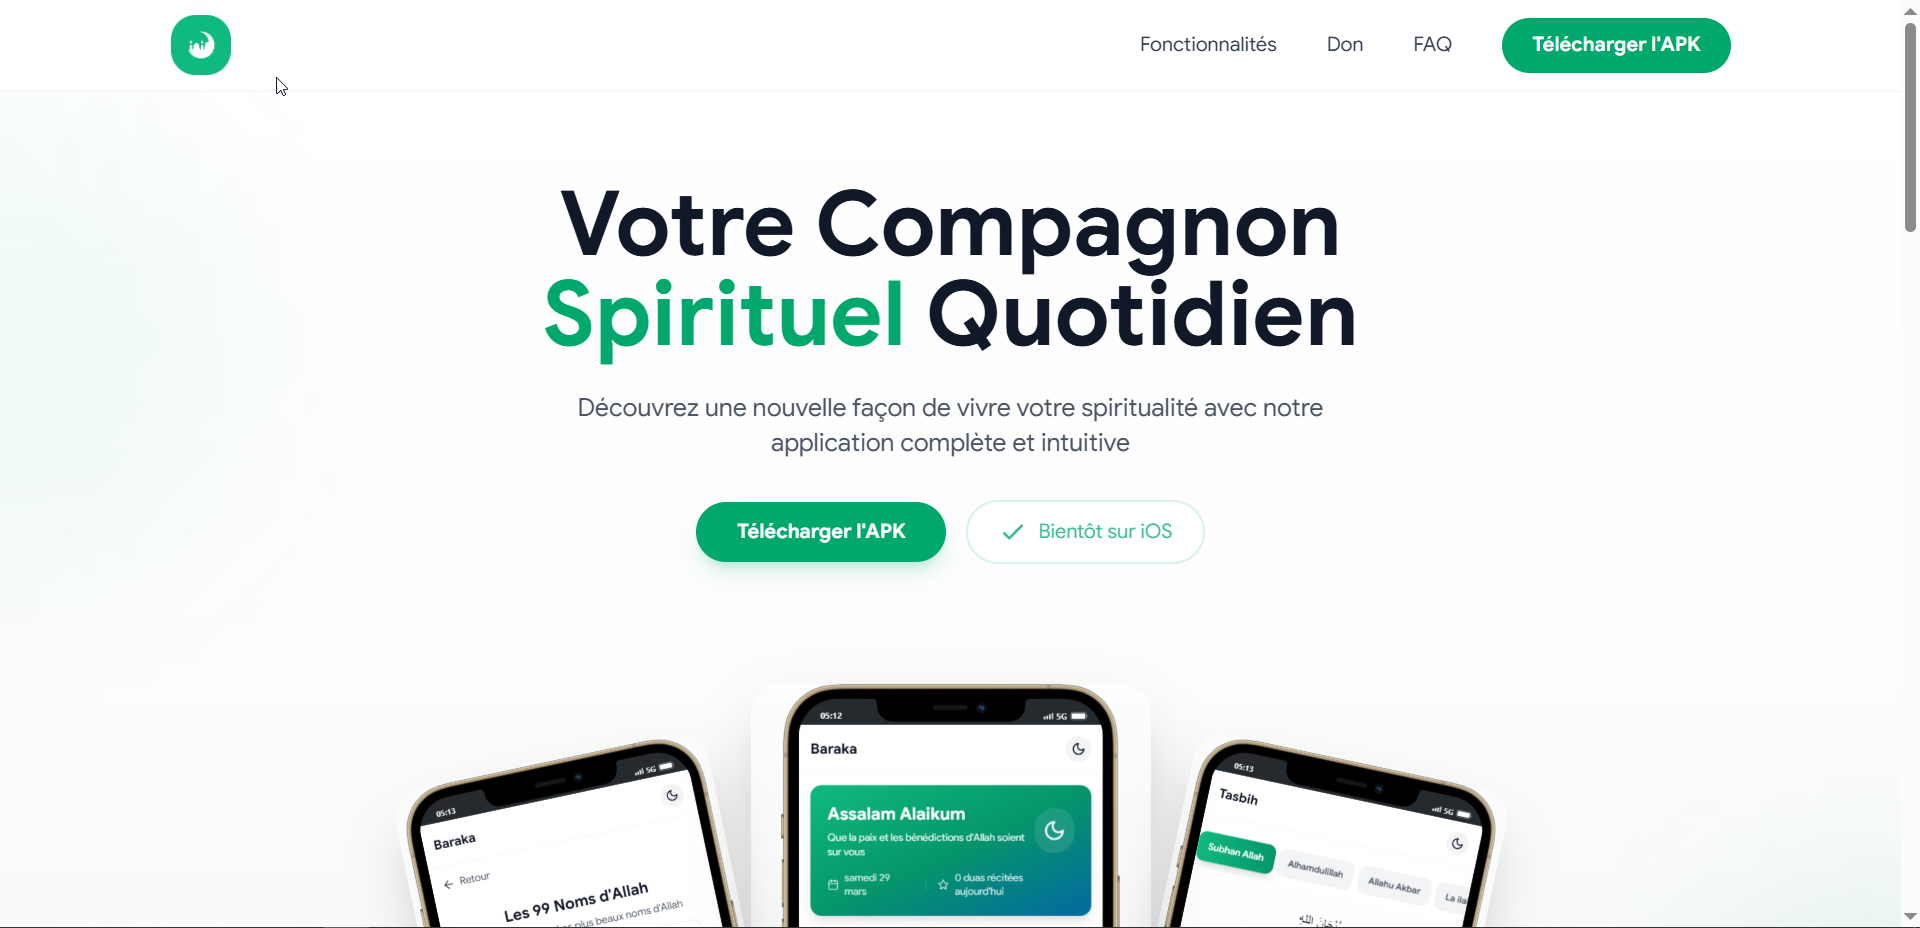 Fonctionnalités
Don
FAQ
Télécharger l'APK
Votre Compagnon
Spirituel Quotidien
Découvrez une nouvelle façon de vivre votre spiritualité avec notre
application complète et intuitive
Télécharger l'APK
Bientôt sur iOS
05:13
5G
Baraka
Retour
Les 99 Noms d'Allah
plus beaux noms d'Allah
05:12
5G
Baraka
Assalam Alaikum
Que la paix et les bénédictions d'Allah soient
sur vous
samedi 29
mars
0 duas récitées
aujourd'hui
05:13
5G
Tasbih
Subhan Allah
Alhamdulillah
Allahu Akbar
La